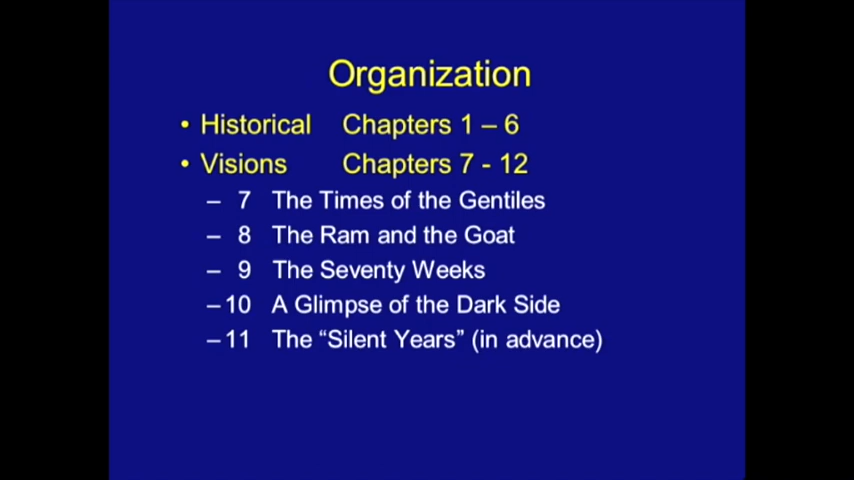 Organization
• Historical Chapters 1 – 6
• Visions Chapters 7 - 12
– 7 The Times of the Gentiles
– 8 The Ram and the Goat
– 9 The Seventy Weeks
–10 A Glimpse of the Dark Side
–11 The “Silent Years” (in advance)